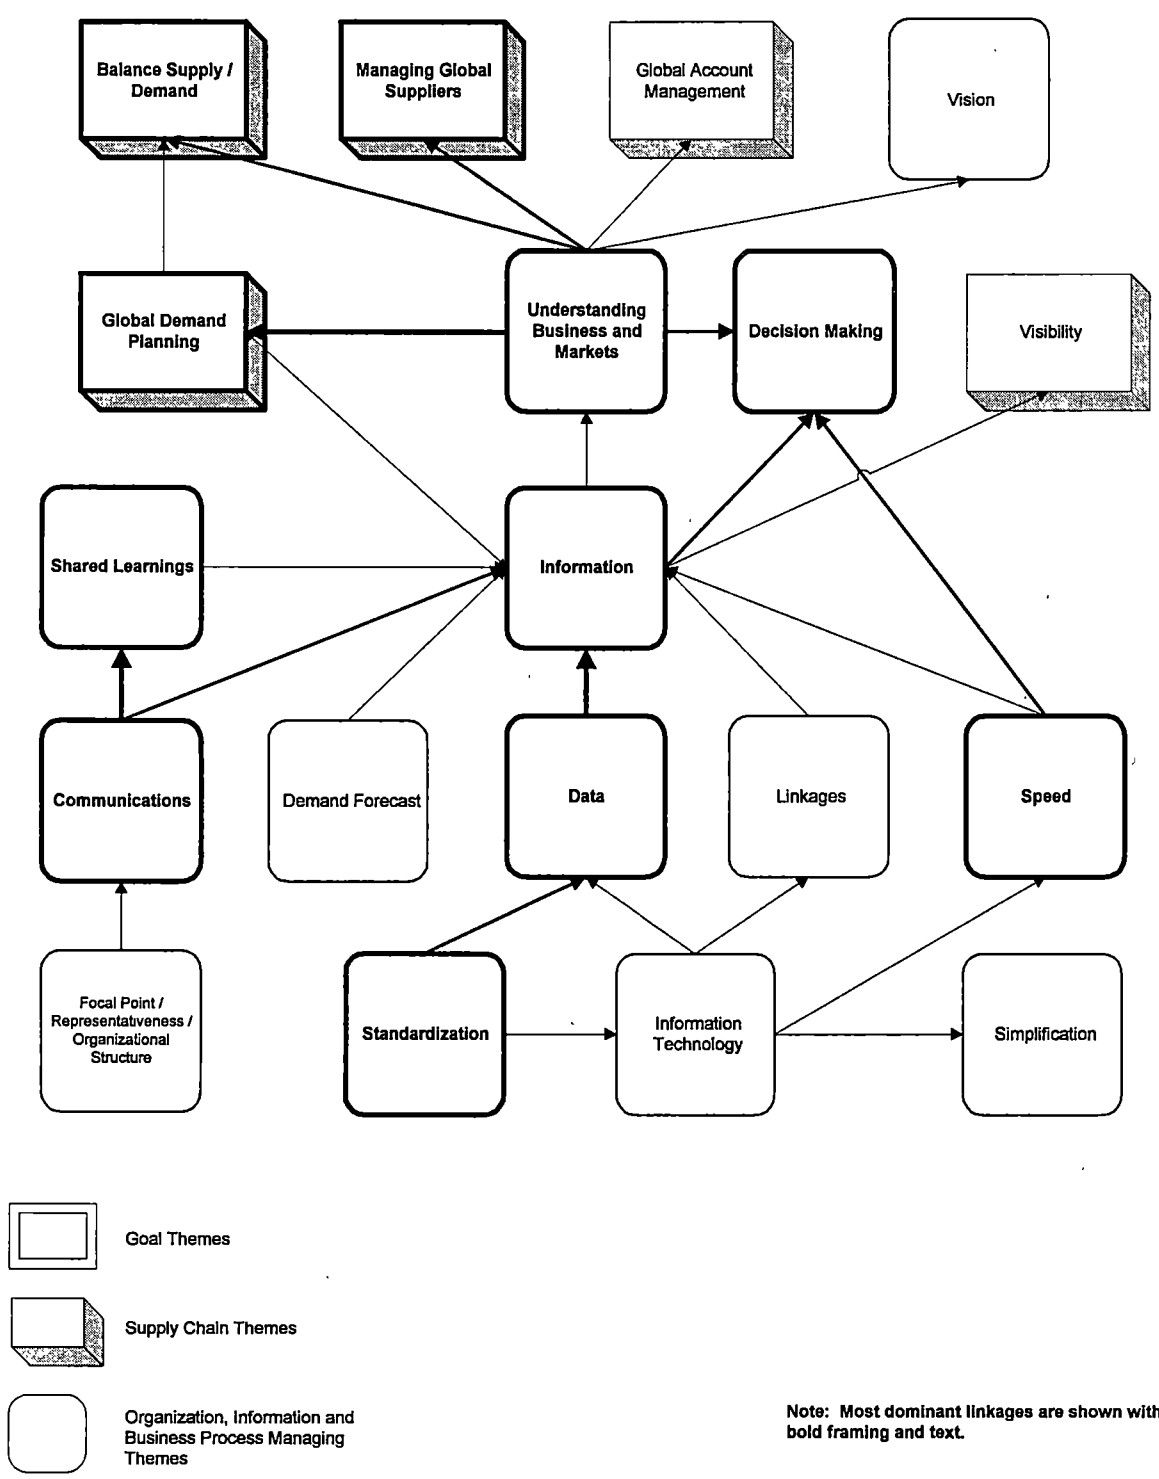 Balance Supply /
Demand
Managing Global
Suppliers
Global Account
Management
Vision
Global Demand
Planning
Understanding
Business and
Markets
Decision Making
Visibility
Shared Learnings
Information
Communications
Demand Forecast
Data
Linkages
Speed
Focal Point /
Representativeness /
Organizational
Structure
Standardization
Information
Technology
Simplification
Goal Themes
Supply Chain Themes
Organization, Information and
Business Process Managing
Themes
Note: Most dominant linkages are shown with
bold framing and text.